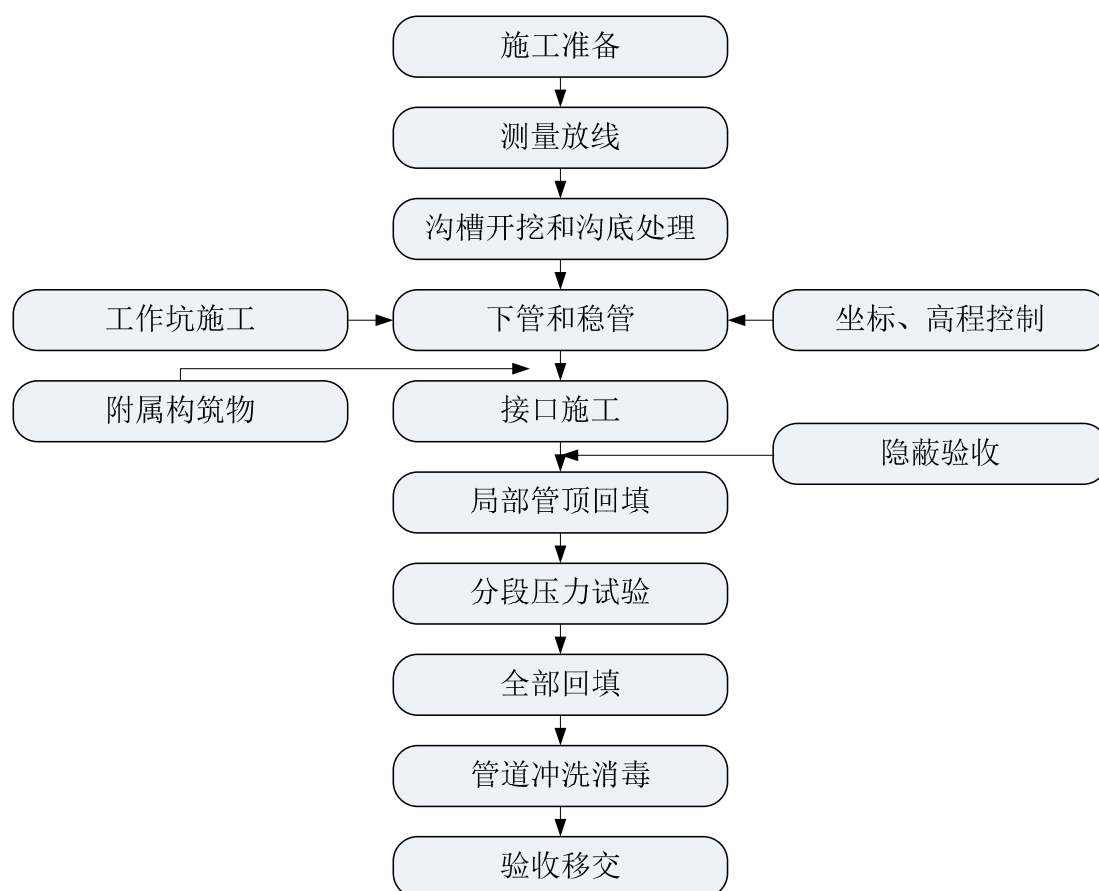 施工准备
测量放线
沟槽开挖和沟底处理
工作坑施工
下管和稳管
坐标、高程控制
附属构筑物
接口施工
隐蔽验收
局部管顶回填
分段压力试验
全部回填
管道冲洗消毒
验收移交